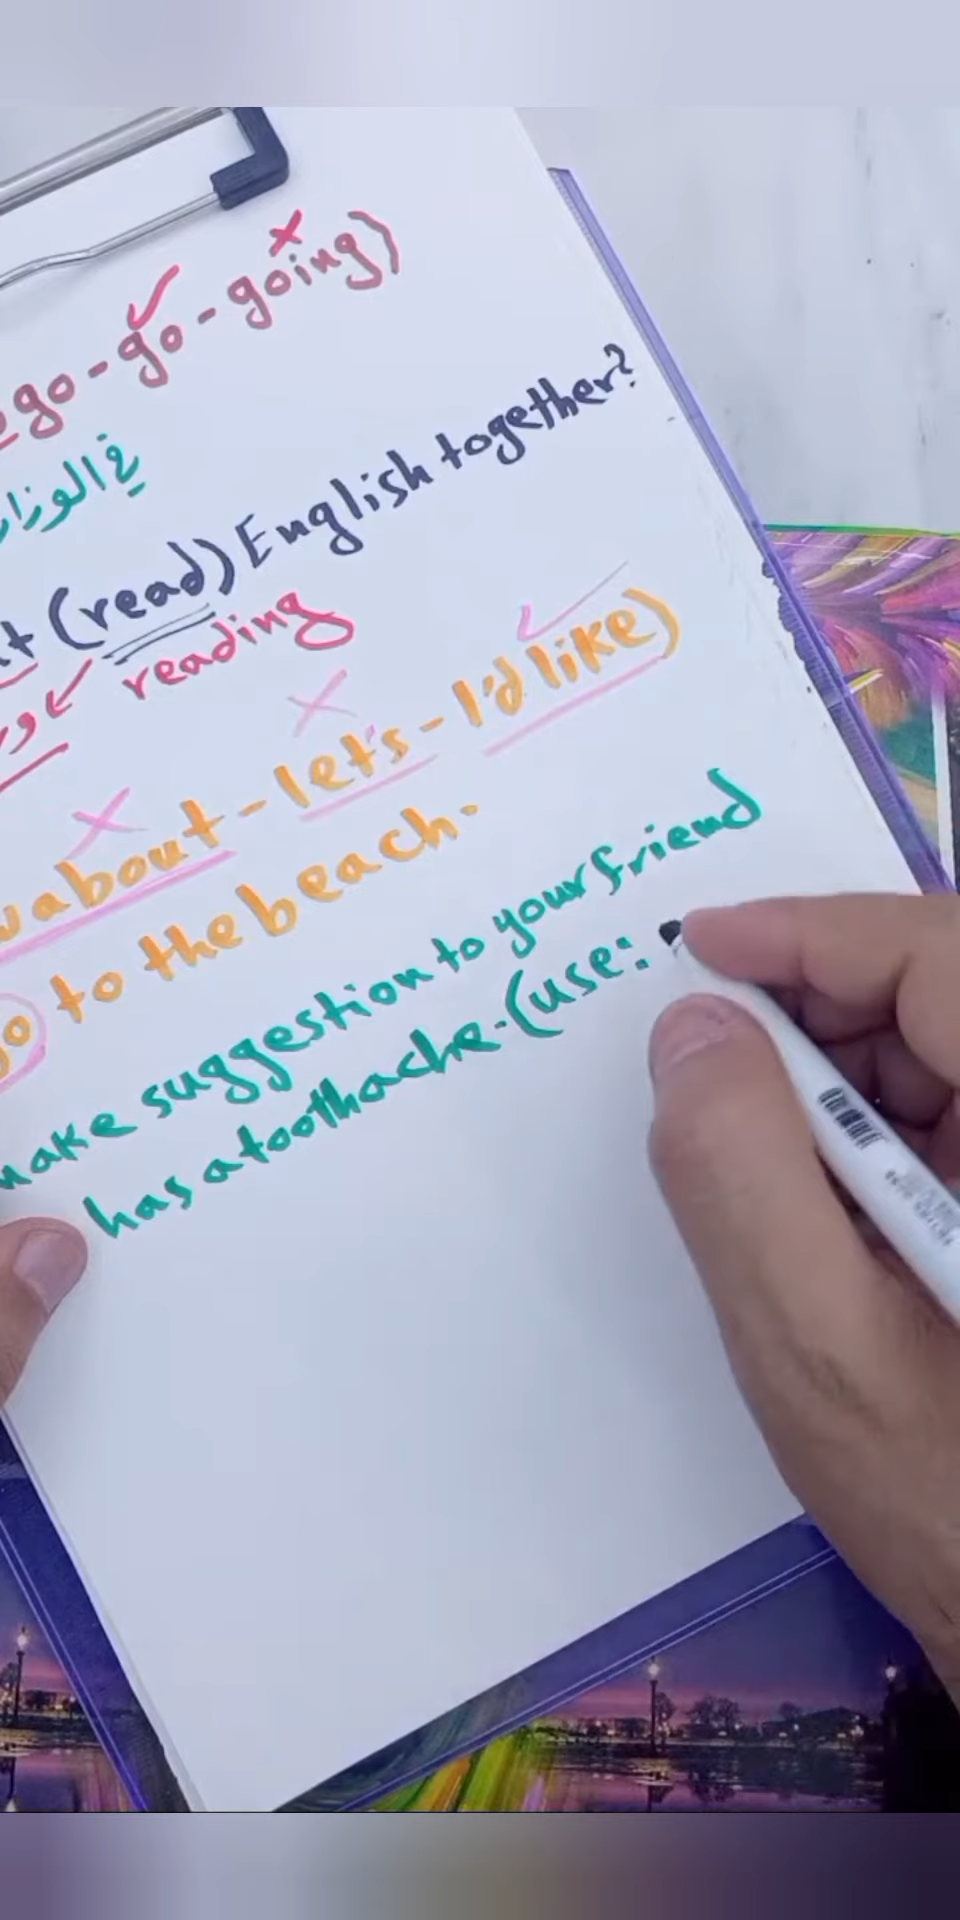 go - go - going)
في الوزا
(read) English together?
reading
about - let's - I'd like)
to the beach.
make suggestion to your friend
has a toothache. (use: